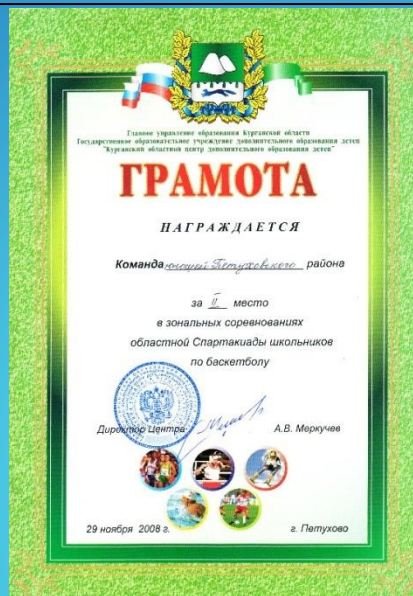 Главное управление образования Курганской области
Государственное образовательное учреждение дополнительного образования детей
"Курганский областной центр дополнительного образования детей"
ГРАМОТА
НАГРАЖДАЕТСЯ
Команда юношей Петуховского района
за II место
в зональных соревнованиях
областной Спартакиады школьников
по баскетболу
Директор Центра А.В. Меркучев
29 ноября 2008 г. г. Петухово